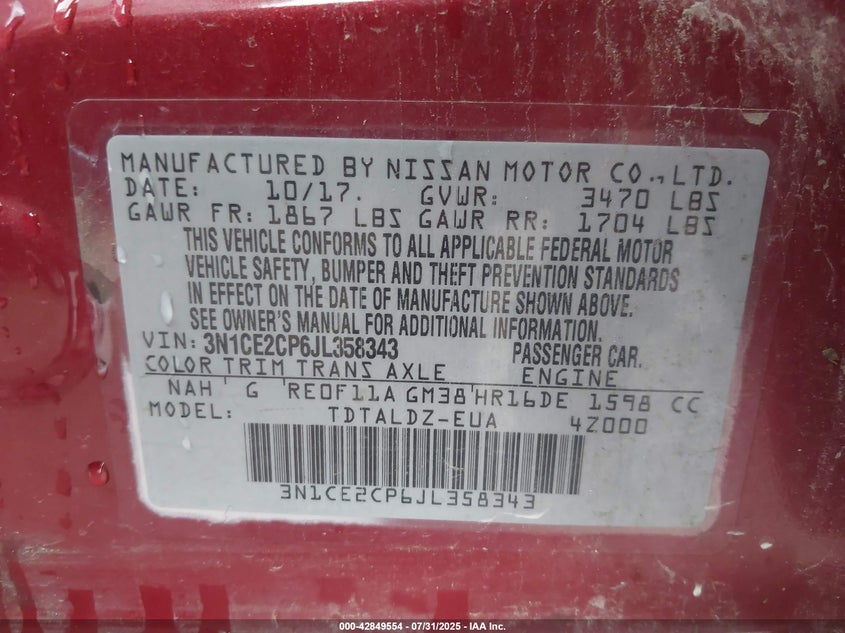 MANUFACTURED BY NISSAN MOTOR CO., LTD.
DATE: 10/17. GVWR: 3470 LBS
GAWR FR: 1867 LBS GAWR RR: 1704 LBS
THIS VEHICLE CONFORMS TO ALL APPLICABLE FEDERAL MOTOR
VEHICLE SAFETY, BUMPER AND THEFT PREVENTION STANDARDS
IN EFFECT ON THE DATE OF MANUFACTURE SHOWN ABOVE.
SEE OWNER'S MANUAL FOR ADDITIONAL INFORMATION.
VIN: 3N1CE2CP6JL358343 PASSENGER CAR.
COLOR TRIM TRANS AXLE ENGINE
NAH ' G 'RE0F11A GM38'HR16DE 1598 CC
MODEL: TDTALDZ-EUA 4Z000
3N1CE2CP6JL358343
000-42849554 | 07/31/2025 - IAA Inc.